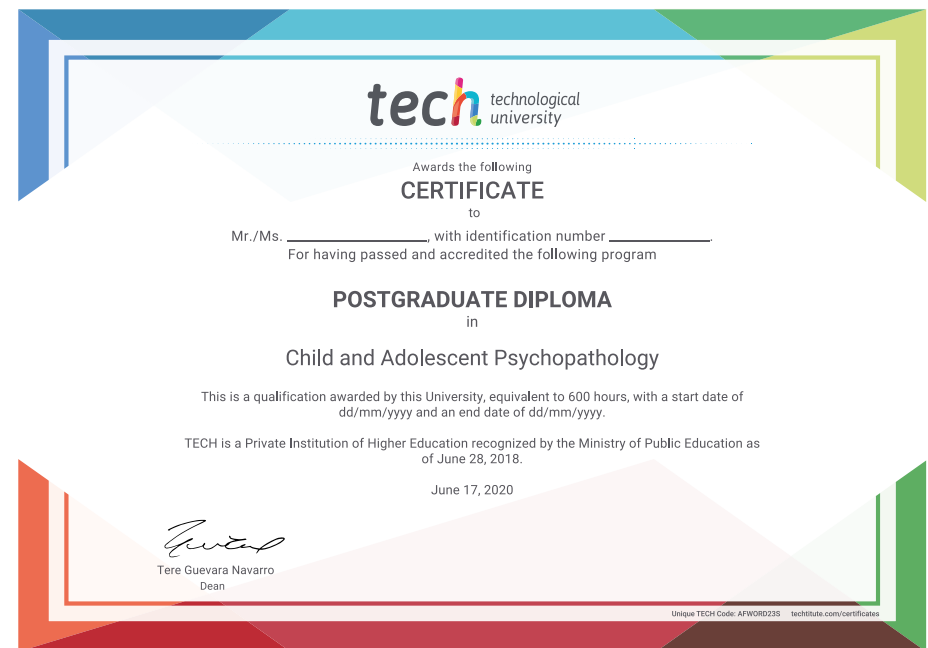 tech technological
university
Awards the following
CERTIFICATE
to
Mr./Ms. ____________, with identification number ____________.
For having passed and accredited the following program
POSTGRADUATE DIPLOMA
in
Child and Adolescent Psychopathology
This is a qualification awarded by this University, equivalent to 600 hours, with a start date of
dd/mm/yyyy and an end date of dd/mm/yyyy.
TECH is a Private Institution of Higher Education recognized by the Ministry of Public Education as
of June 28, 2018.
June 17, 2020
Tere Guevara Navarro
Dean
Unique TECH Code: AFWORD23S techtitute.com/certificates